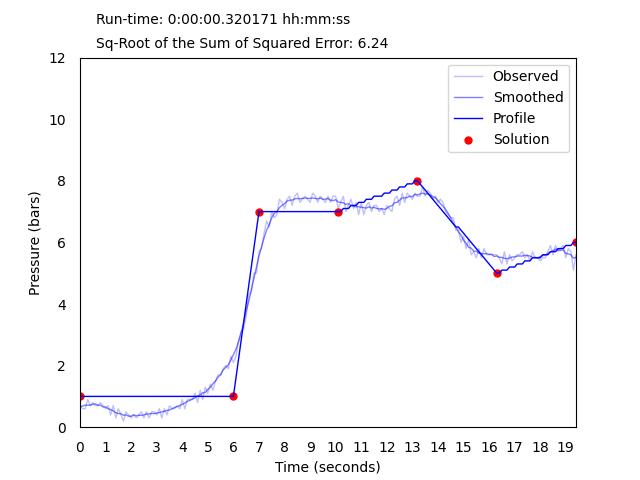 Run-time: 0:00:00.320171 hh:mm:ss
Sq-Root of the Sum of Squared Error: 6.24
Observed
Smoothed
Profile
Solution
12
10
8
6
4
2
0
Pressure (bars)
0 1 2 3 4 5 6 7 8 9 10 11 12 13 14 15 16 17 18 19
Time (seconds)